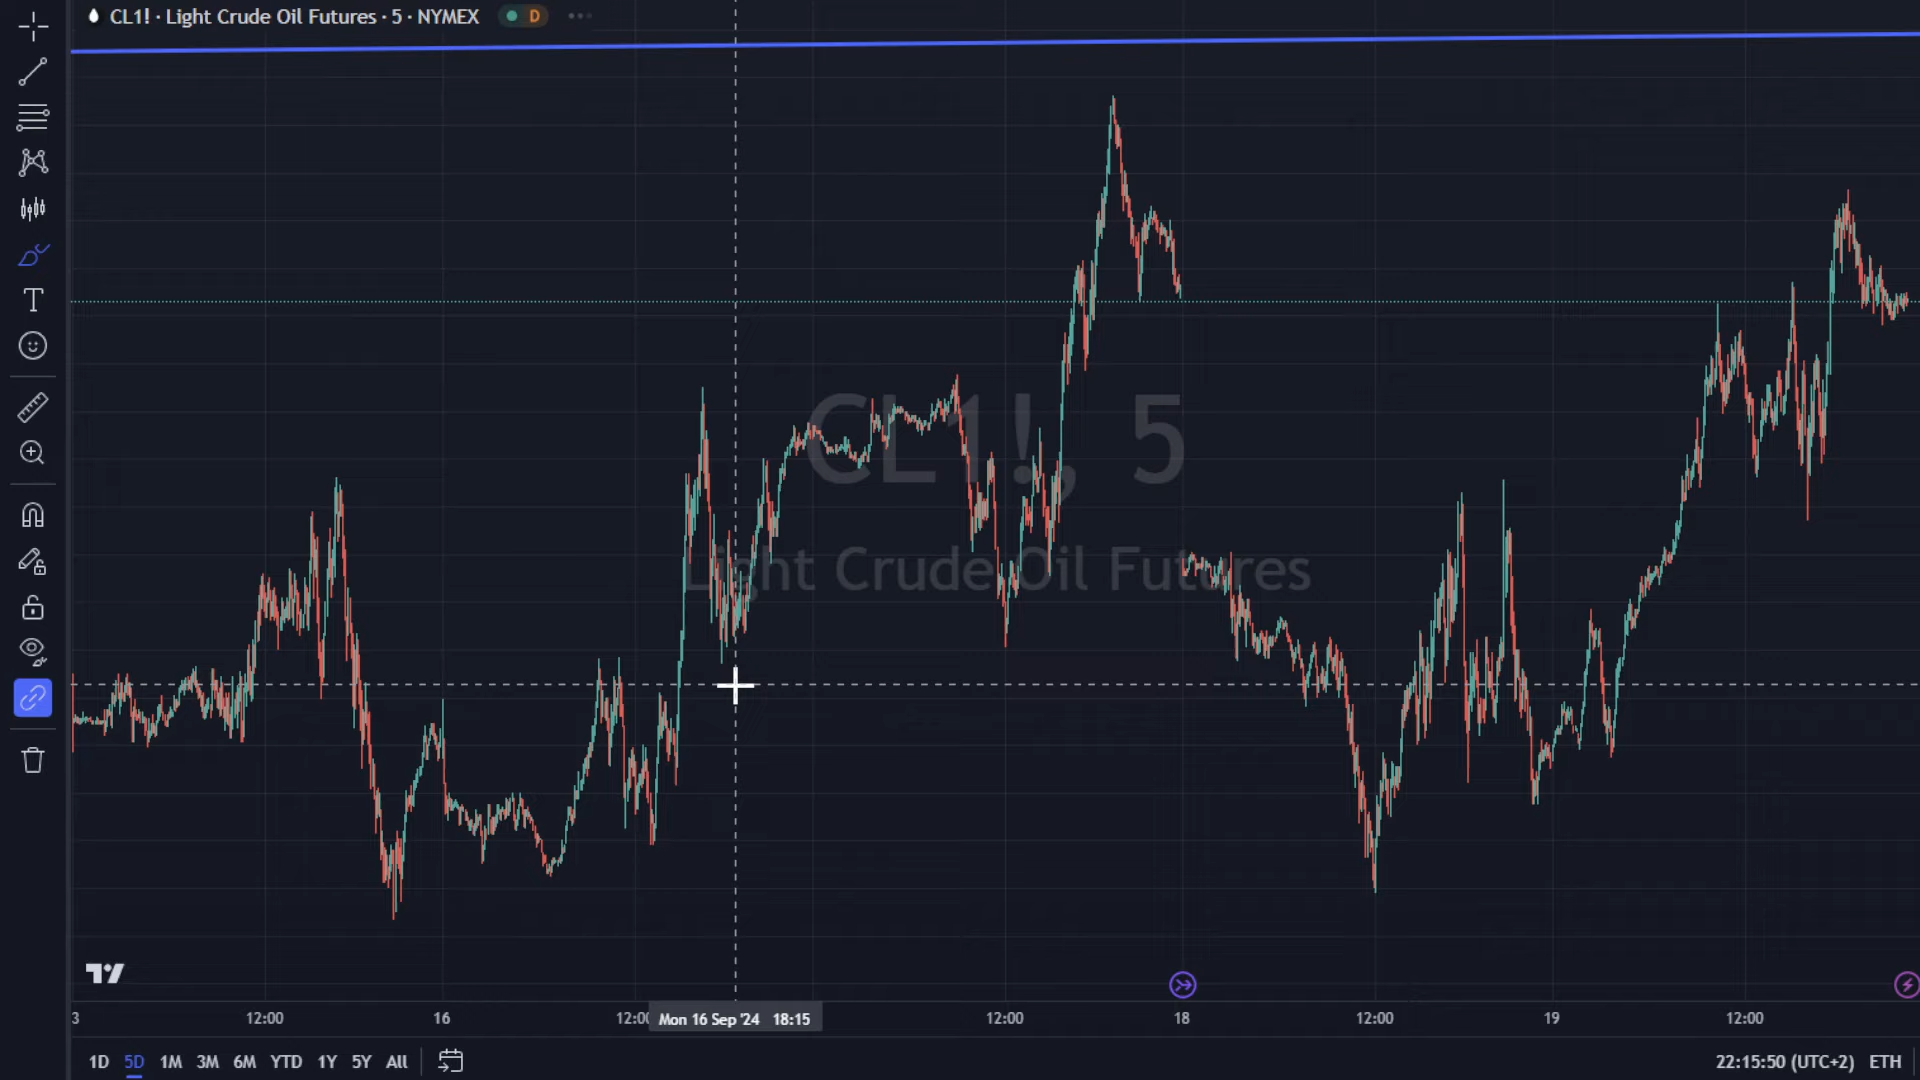 CL1! · Light Crude Oil Futures · 5 · NYMEX D
CL1!, 5
Light Crude Oil Futures
3 12:00 16 12:00 Mon 16 Sep '24 18:15 12:00 18 12:00 19 12:00
1D 5D 1M 3M 6M YTD 1Y 5Y All 22:15:50 (UTC+2) ETH